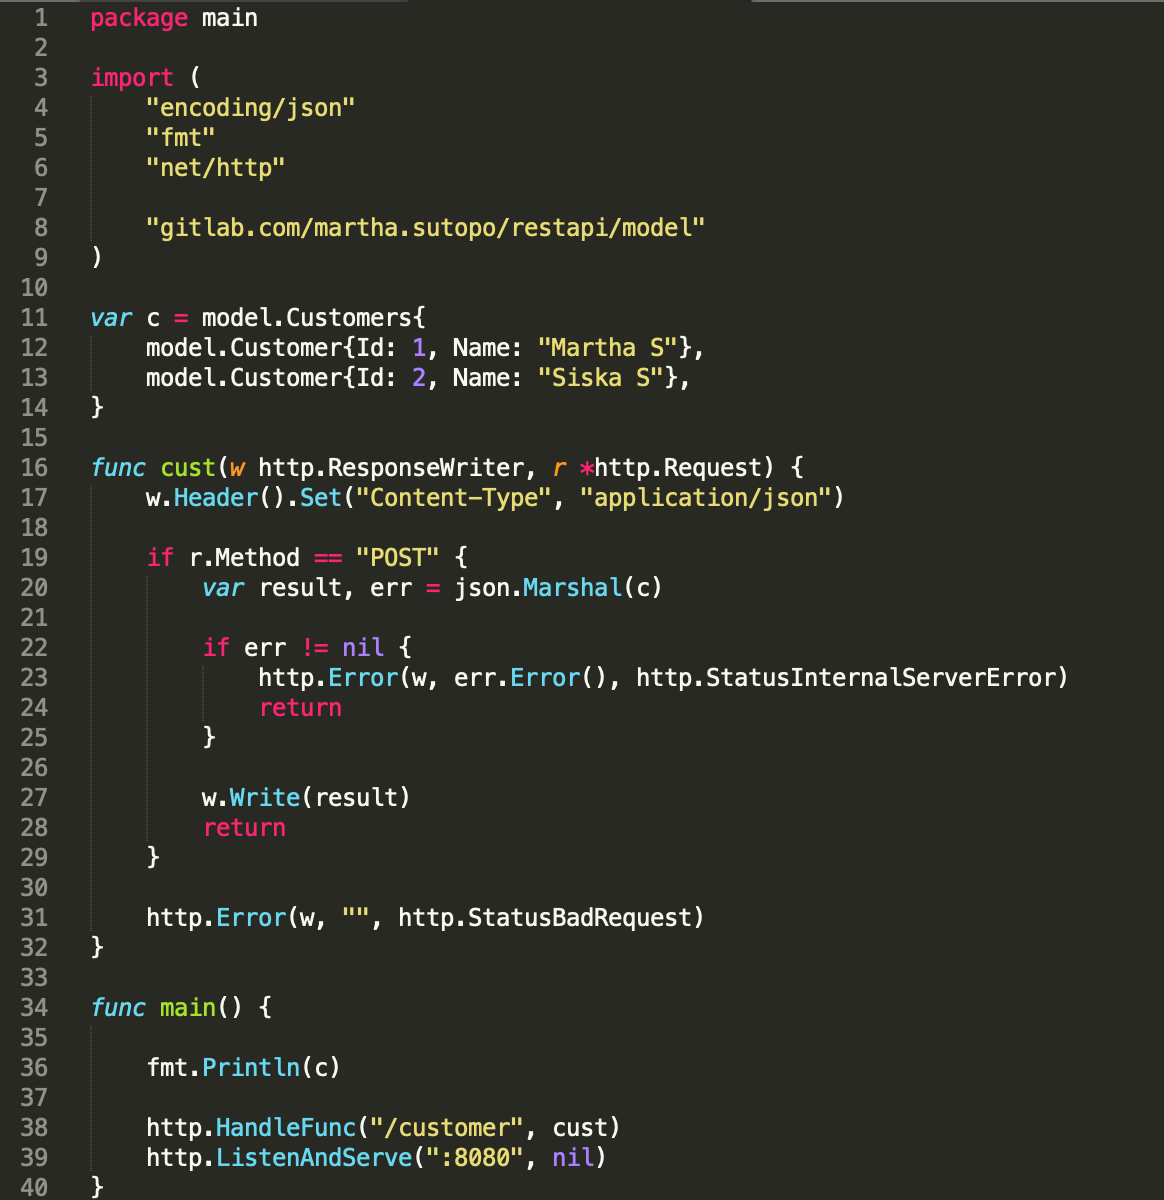 1 package main
2
3 import (
4     "encoding/json"
5     "fmt"
6     "net/http"
7
8     "gitlab.com/martha.sutopo/restapi/model"
9 )
10
11 var c = model.Customers{
12     model.Customer{Id: 1, Name: "Martha S"},
13     model.Customer{Id: 2, Name: "Siska S"},
14 }
15
16 func cust(w http.ResponseWriter, r *http.Request) {
17     w.Header().Set("Content-Type", "application/json")
18
19     if r.Method == "POST" {
20         var result, err = json.Marshal(c)
21
22         if err != nil {
23             http.Error(w, err.Error(), http.StatusInternalServerError)
24             return
25         }
26
27         w.Write(result)
28         return
29     }
30
31     http.Error(w, "", http.StatusBadRequest)
32 }
33
34 func main() {
35
36     fmt.Println(c)
37
38     http.HandleFunc("/customer", cust)
39     http.ListenAndServe(":8080", nil)
40 }